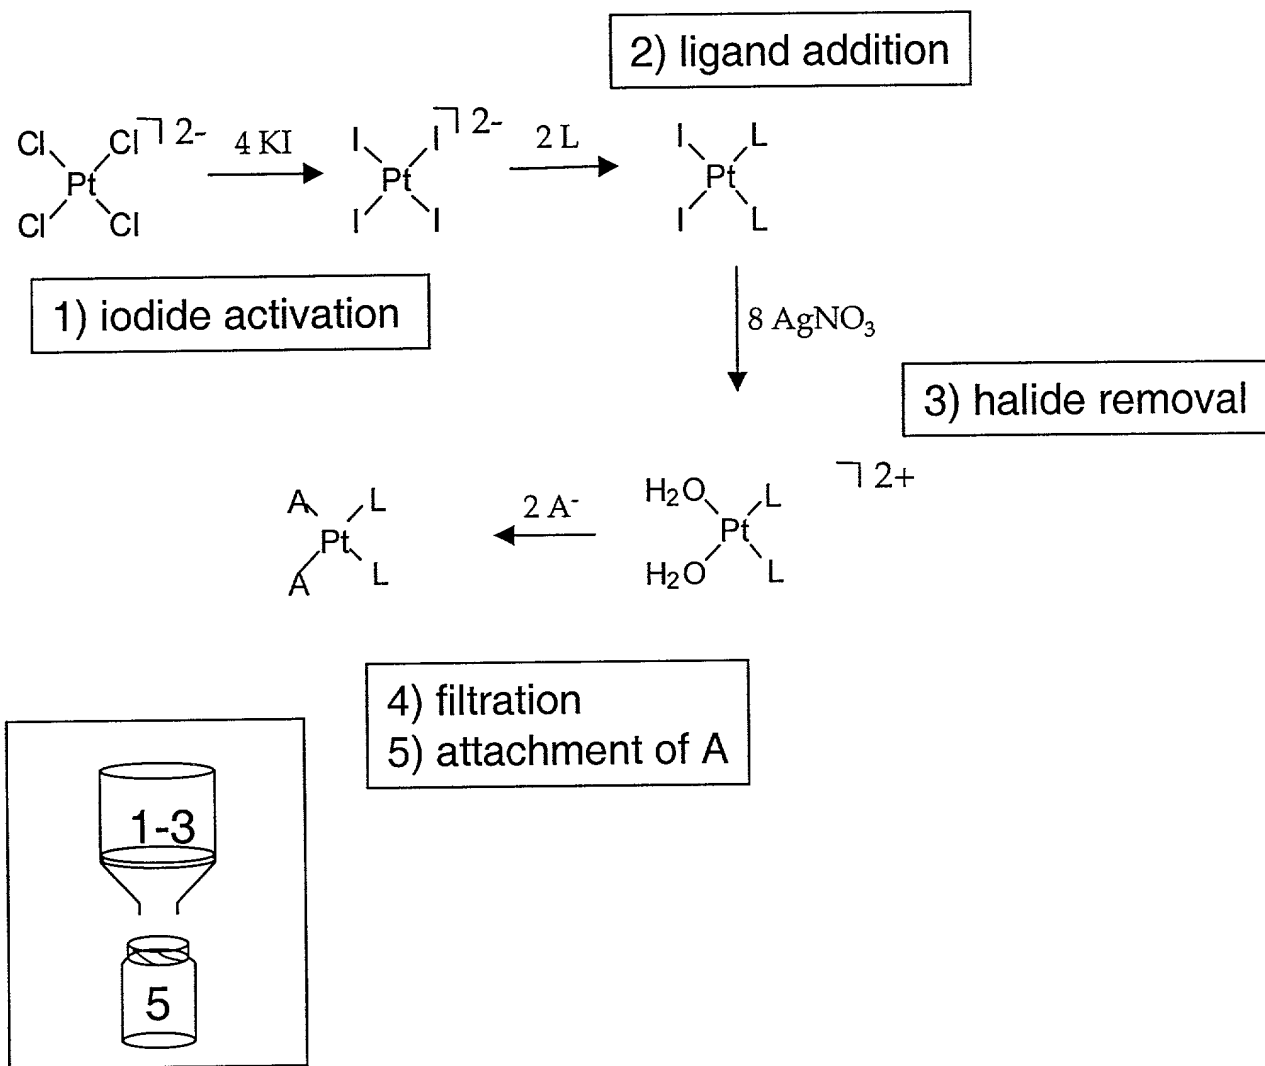 2) ligand addition
Cl Cl 2-
Pt
Cl Cl
4 KI
I I 2-
Pt
I I
2 L
I L
Pt
I L
1) iodide activation
8 AgNO₃
3) halide removal
H₂O L 2+
Pt
H₂O L
2 A⁻
A L
Pt
A L
4) filtration
5) attachment of A
1-3
5